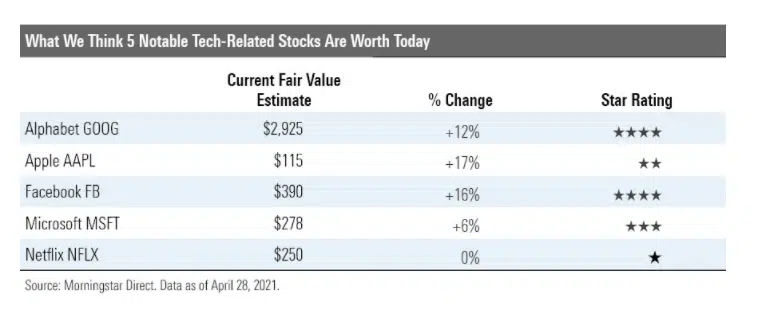 What We Think 5 Notable Tech-Related Stocks Are Worth Today
Current Fair Value
Estimate % Change Star Rating
Alphabet GOOG $2,925 +12% ★★★★
Apple AAPL $115 +17% ★★
Facebook FB $390 +16% ★★★★
Microsoft MSFT $278 +6% ★★★
Netflix NFLX $250 0% ★
Source: Morningstar Direct. Data as of April 28, 2021.